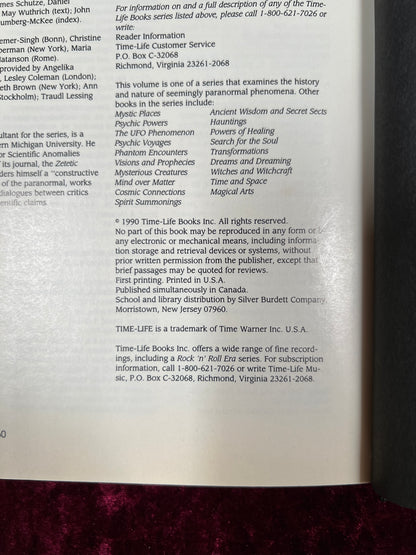 mes Schutze, Daniel
May Wuthrich (text); John
lumberg-McKee (index).
emer-Singh (Bonn), Christine
berman (New York), Maria
Natanson (Rome).
provided by Angelika
, Lesley Coleman (London);
eth Brown (New York); Ann
Stockholm); Traudl Lessing
ultant for the series, is a
rn Michigan University. He
or Scientific Anomalies
its journal, the Zetetic
ders himself a "constructive
of the paranormal, works
dialogues between critics
entific claims.
60
For information on and a full description of any of the Time-
Life Books series listed above, please call 1-800-621-7026 or
write:
Reader Information
Time-Life Customer Service
P.O. Box C-32068
Richmond, Virginia 23261-2068
This volume is one of a series that examines the history
and nature of seemingly paranormal phenomena. Other
books in the series include:
Mystic Places
Psychic Powers
The UFO Phenomenon
Psychic Voyages
Phantom Encounters
Visions and Prophecies
Mysterious Creatures
Mind over Matter
Cosmic Connections
Spirit Summonings
Ancient Wisdom and Secret Sects
Hauntings
Powers of Healing
Search for the Soul
Transformations
Dreams and Dreaming
Witches and Witchcraft
Time and Space
Magical Arts
© 1990 Time-Life Books Inc. All rights reserved.
No part of this book may be reproduced in any form or b
any electronic or mechanical means, including informa-
tion storage and retrieval devices or systems, without
prior written permission from the publisher, except that
brief passages may be quoted for reviews.
First printing. Printed in U.S.A.
Published simultaneously in Canada.
School and library distribution by Silver Burdett Company,
Morristown, New Jersey 07960.
TIME-LIFE is a trademark of Time Warner Inc. U.S.A.
Time-Life Books Inc. offers a wide range of fine record-
ings, including a Rock 'n' Roll Era series. For subscription
information, call 1-800-621-7026 or write Time-Life Mu-
sic, P.O. Box C-32068, Richmond, Virginia 23261-2068.